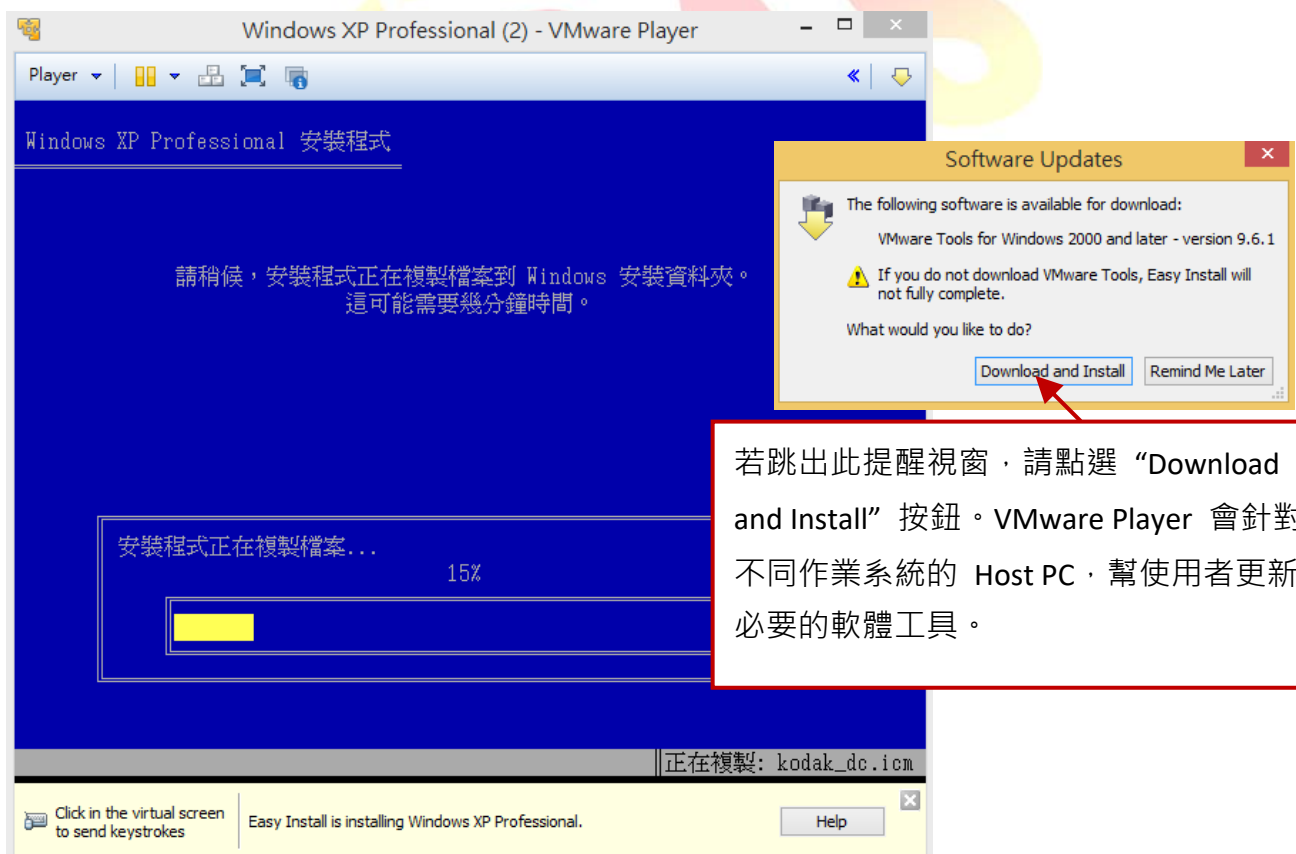 Windows XP Professional (2) - VMware Player
Player
Windows XP Professional 安裝程式
請稍候，安裝程式正在複製檔案到 Windows 安裝資料夾。
這可能需要幾分鐘時間。
安裝程式正在複製檔案...
15%
正在複製: kodak_dc.icm
Click in the virtual screen
to send keystrokes
Easy Install is installing Windows XP Professional.
Help
Software Updates
The following software is available for download:
VMware Tools for Windows 2000 and later - version 9.6.1
If you do not download VMware Tools, Easy Install will
not fully complete.
What would you like to do?
Download and Install
Remind Me Later
若跳出此提醒視窗，請點選 “Download
and Install” 按鈕。VMware Player 會針對
不同作業系統的 Host PC，幫使用者更新
必要的軟體工具。